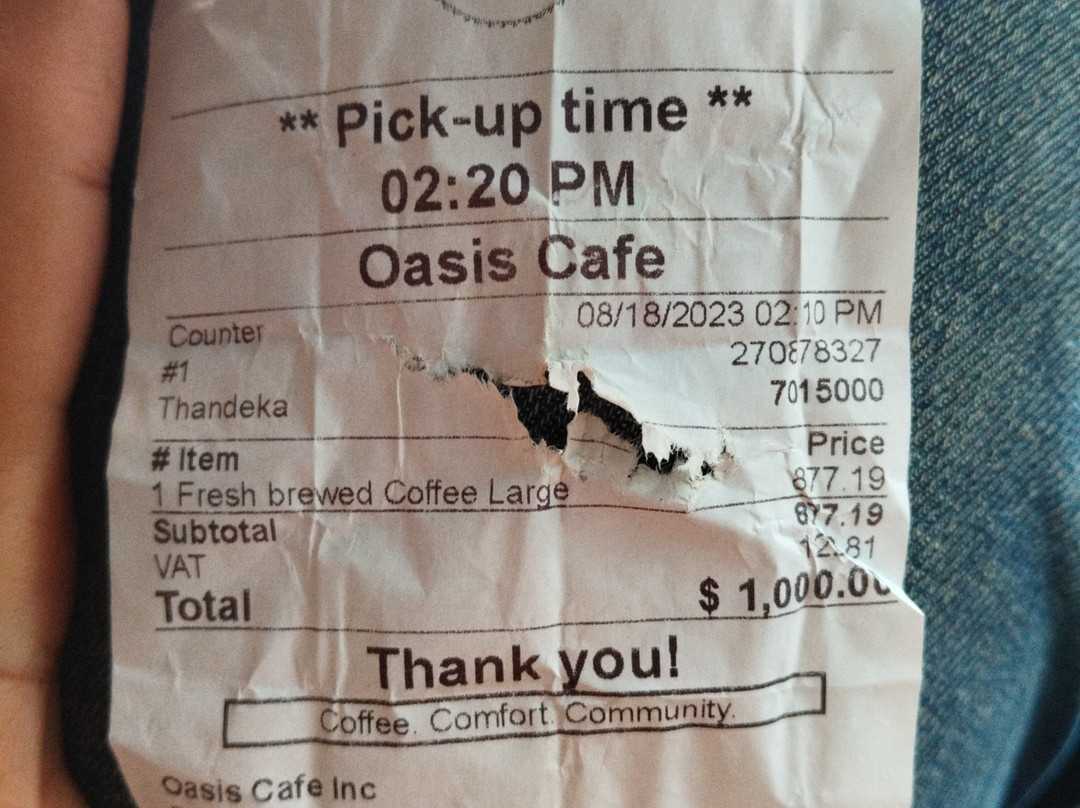 ** Pick-up time **
02:20 PM
Oasis Cafe
Counter 08/18/2023 02:10 PM
#1 270878327
Thandeka 7015000
# Item Price
1 Fresh brewed Coffee Large 877.19
Subtotal 877.19
VAT 12.81
Total $ 1,000.00
Thank you!
Coffee. Comfort. Community.
Oasis Cafe Inc